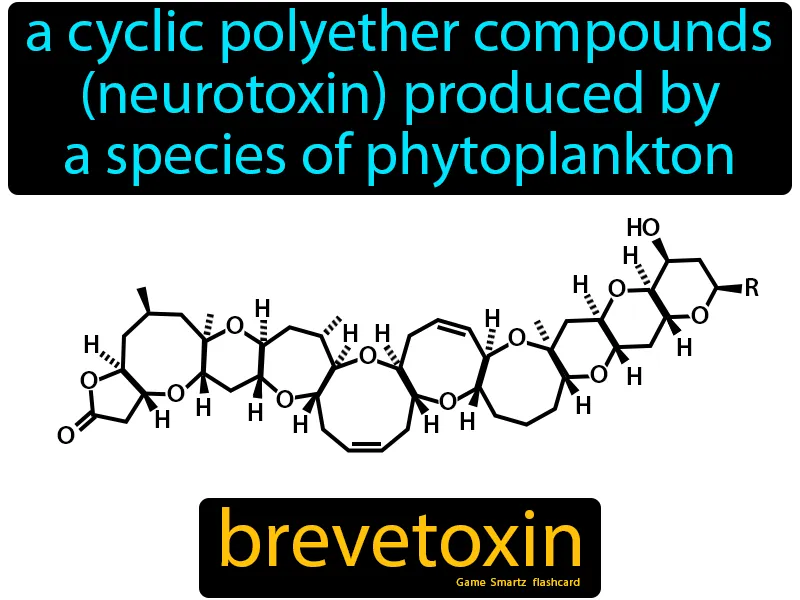 a cyclic polyether compounds
(neurotoxin) produced by
a species of phytoplankton
HO
H
H
O
R
O
H
H
O
H
H
H
O
H
H
O
O
H
H
O
H
O
O
H
H
H
O
H
H
O
H
O
brevetoxin
Game Smartz flashcard